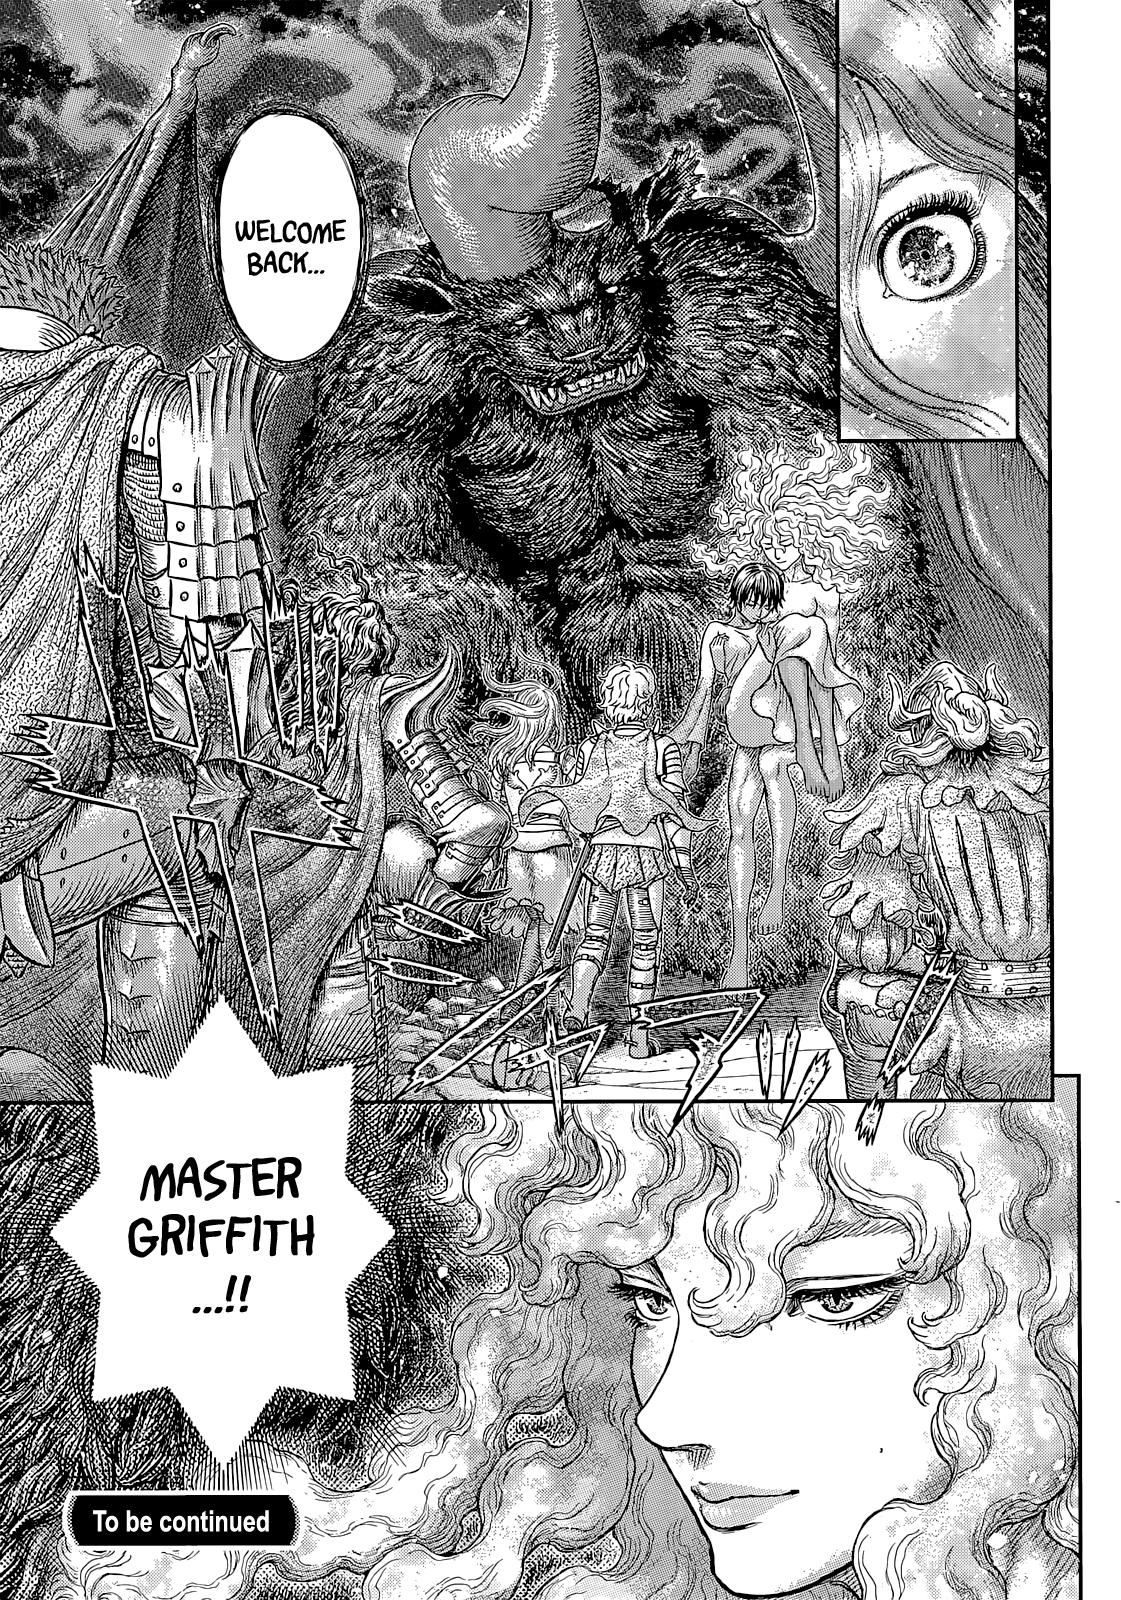 WELCOME
BACK...
MASTER
GRIFFITH
...!!
To be continued